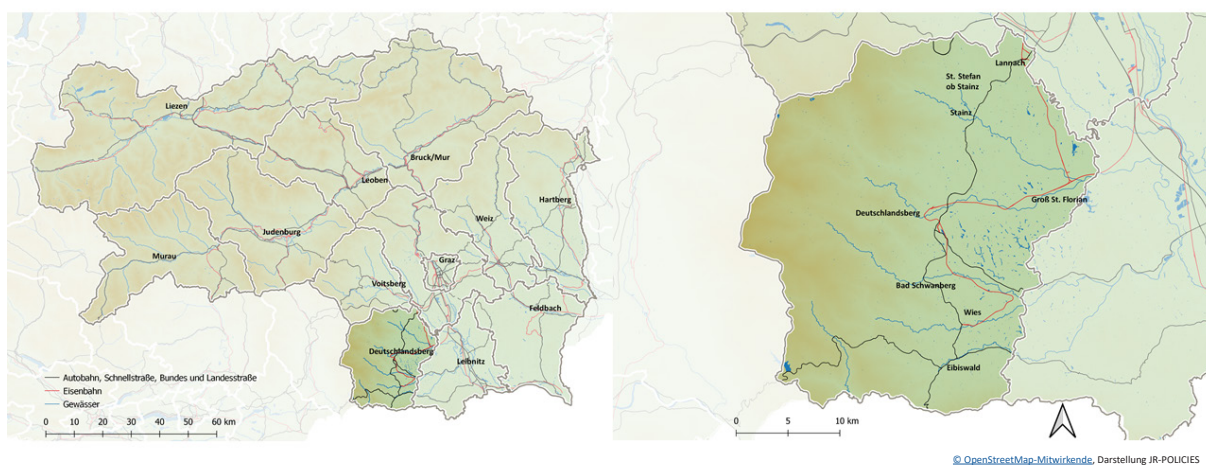 Liezen
Bruck/Mur
Leoben
Hartberg
Weiz
Judenburg
Murau
Graz
Voitsberg
Feldbach
Deutschlandsberg
Leibnitz
Autobahn, Schnellstraße, Bundes und Landesstraße
Eisenbahn
Gewässer
0 10 20 30 40 50 60 km
Lannach
St. Stefan
ob Stainz
Stainz
Groß St. Florian
Deutschlandsberg
Bad Schwanberg
Wies
Eibiswald
0 5 10 km
© OpenStreetMap-Mitwirkende, Darstellung JR-POLICIES